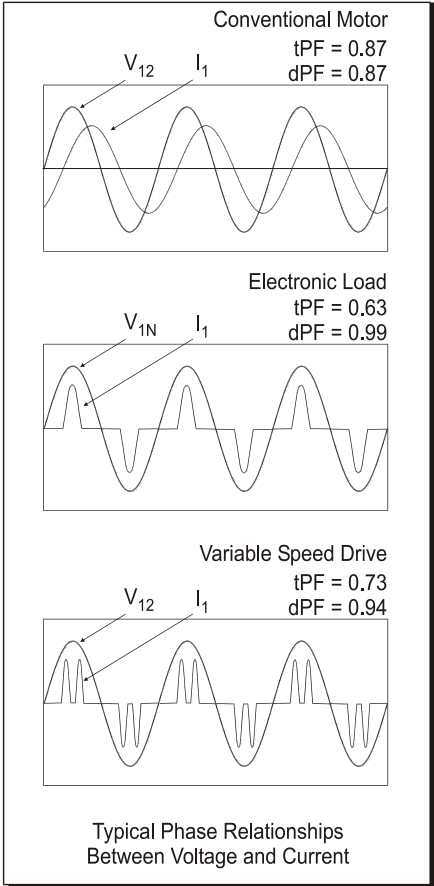 Conventional Motor
tPF = 0.87
dPF = 0.87
V12 I1
Electronic Load
tPF = 0.63
dPF = 0.99
V1N I1
Variable Speed Drive
tPF = 0.73
dPF = 0.94
V12 I1
Typical Phase Relationships
Between Voltage and Current